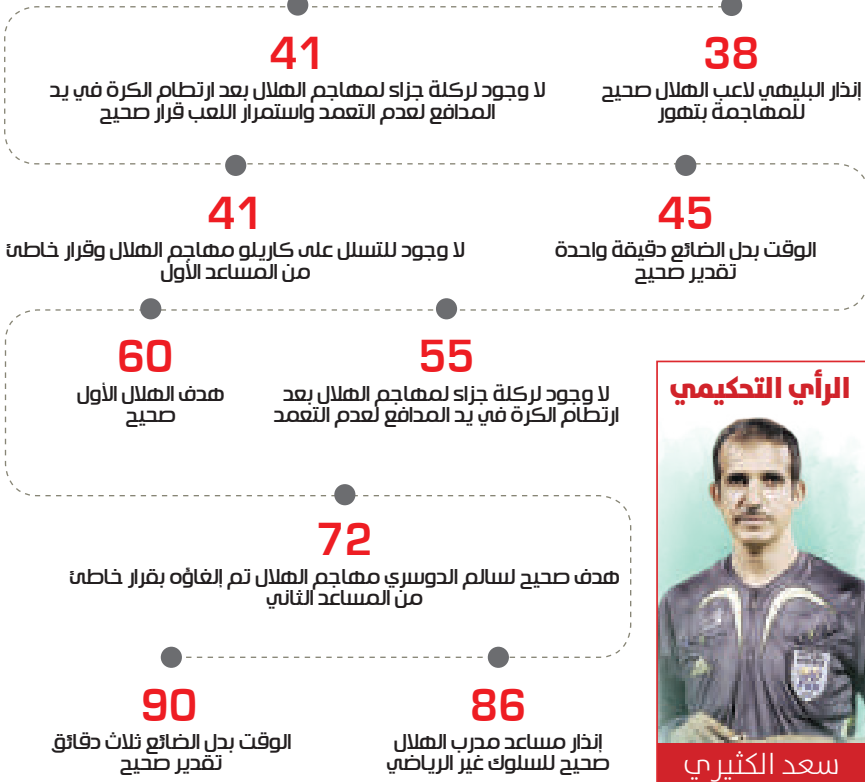 38
إنذار البليهي لاعب الهلال صحيح
للمهاجمة بتهور
41
لا وجود لركلة جزاء لمهاجم الهلال بعد ارتطام الكرة في يد
المدافع لعدم التعمد واستمرار اللعب قرار صحيح
45
الوقت بدل الضائع دقيقة واحدة
تقدير صحيح
41
لا وجود للتسلل على كاريلو مهاجم الهلال وقرار خاطئ
من المساعد الأول
55
لا وجود لركلة جزاء لمهاجم الهلال بعد
ارتطام الكرة في يد المدافع لعدم التعمد
60
هدف الهلال الأول
صحيح
72
هدف صحيح لسالم الدوسري مهاجم الهلال تم إلغاؤه بقرار خاطئ
من المساعد الثاني
86
إنذار مساعد مدرب الهلال
صحيح للسلوك غير الرياضي
90
الوقت بدل الضائع ثلاث دقائق
تقدير صحيح
الرأي التحكيمي
سعد الكثيري